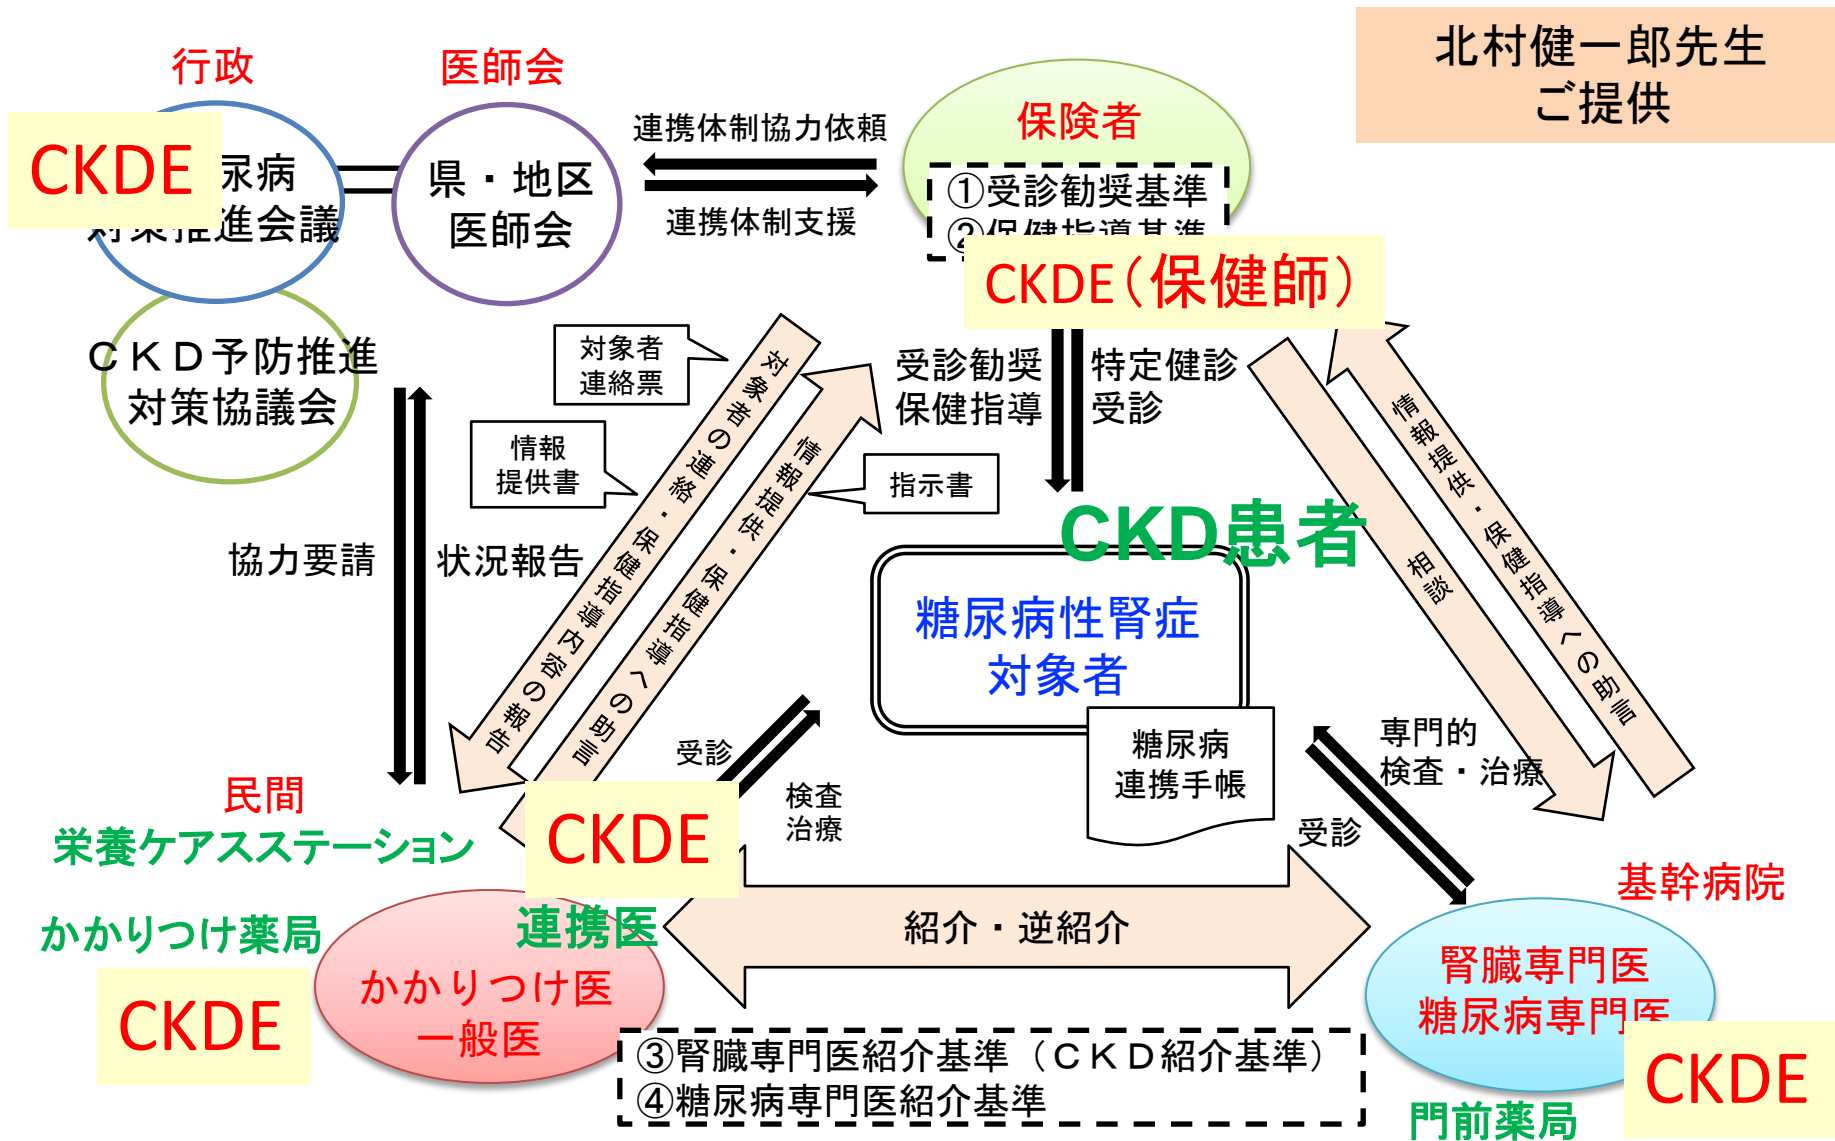 行政
医師会
北村健一郎先生
ご提供
CKDE
尿病
対策推進会議
県・地区
医師会
連携体制協力依頼
連携体制支援
保険者
①受診勧奨基準
②保健指導基準
CKDE（保健師）
ＣＫＤ予防推進
対策協議会
対象者
連絡票
情報
提供書
指示書
対象者の連絡・保健指導内容の報告
情報提供・保健指導への助言
受診勧奨
保健指導
特定健診
受診
情報提供・保健指導への助言
相談
協力要請
状況報告
CKD患者
糖尿病性腎症
対象者
糖尿病
連携手帳
受診
検査
治療
専門的
検査・治療
受診
民間
栄養ケアスステーション
かかりつけ薬局
CKDE
CKDE
連携医
かかりつけ医
一般医
紹介・逆紹介
基幹病院
腎臓専門医
糖尿病専門医
CKDE
門前薬局
③腎臓専門医紹介基準（ＣＫＤ紹介基準）
④糖尿病専門医紹介基準